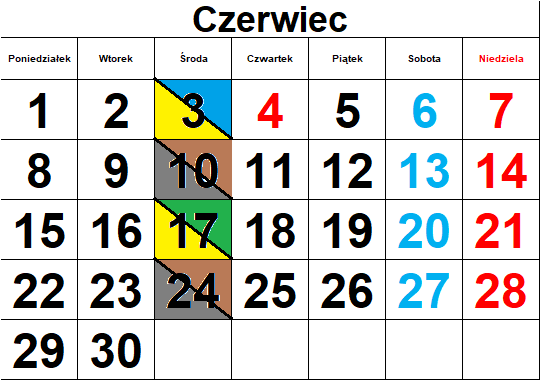 Czerwiec
Poniedziałek Wtorek Środa Czwartek Piątek Sobota Niedziela
1 2 3 4 5 6 7
8 9 10 11 12 13 14
15 16 17 18 19 20 21
22 23 24 25 26 27 28
29 30